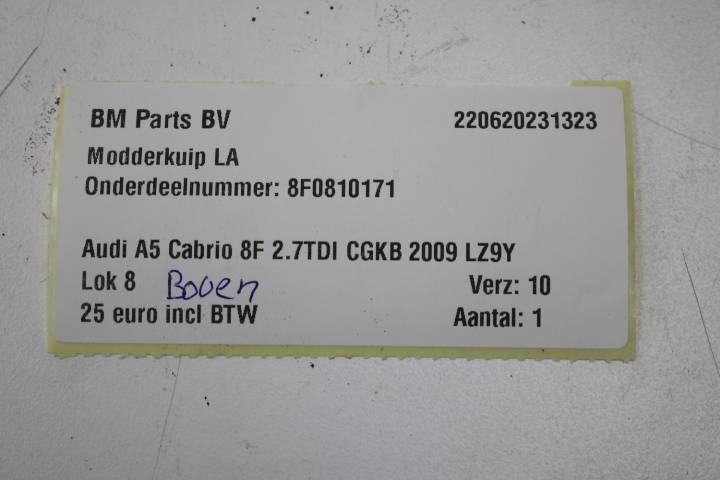 BM Parts BV 220620231323
Modderkuip LA
Onderdeelnummer: 8F0810171
Audi A5 Cabrio 8F 2.7TDI CGKB 2009 LZ9Y
Lok 8 Boven Verz: 10
25 euro incl BTW Aantal: 1